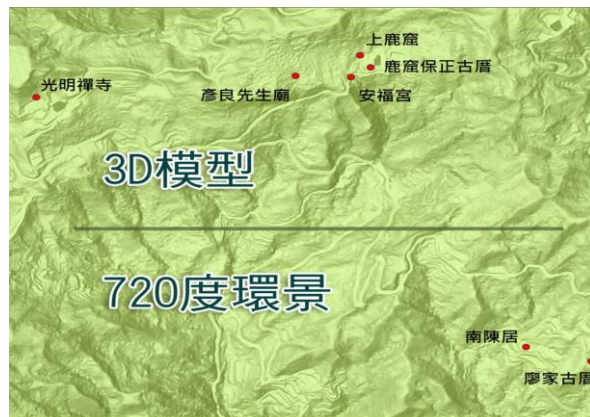 上鹿窟
鹿窟保正古厝
光明禪寺
彥良先生廟
安福宮
3D模型
720度環景
南陳居
廖家古厝